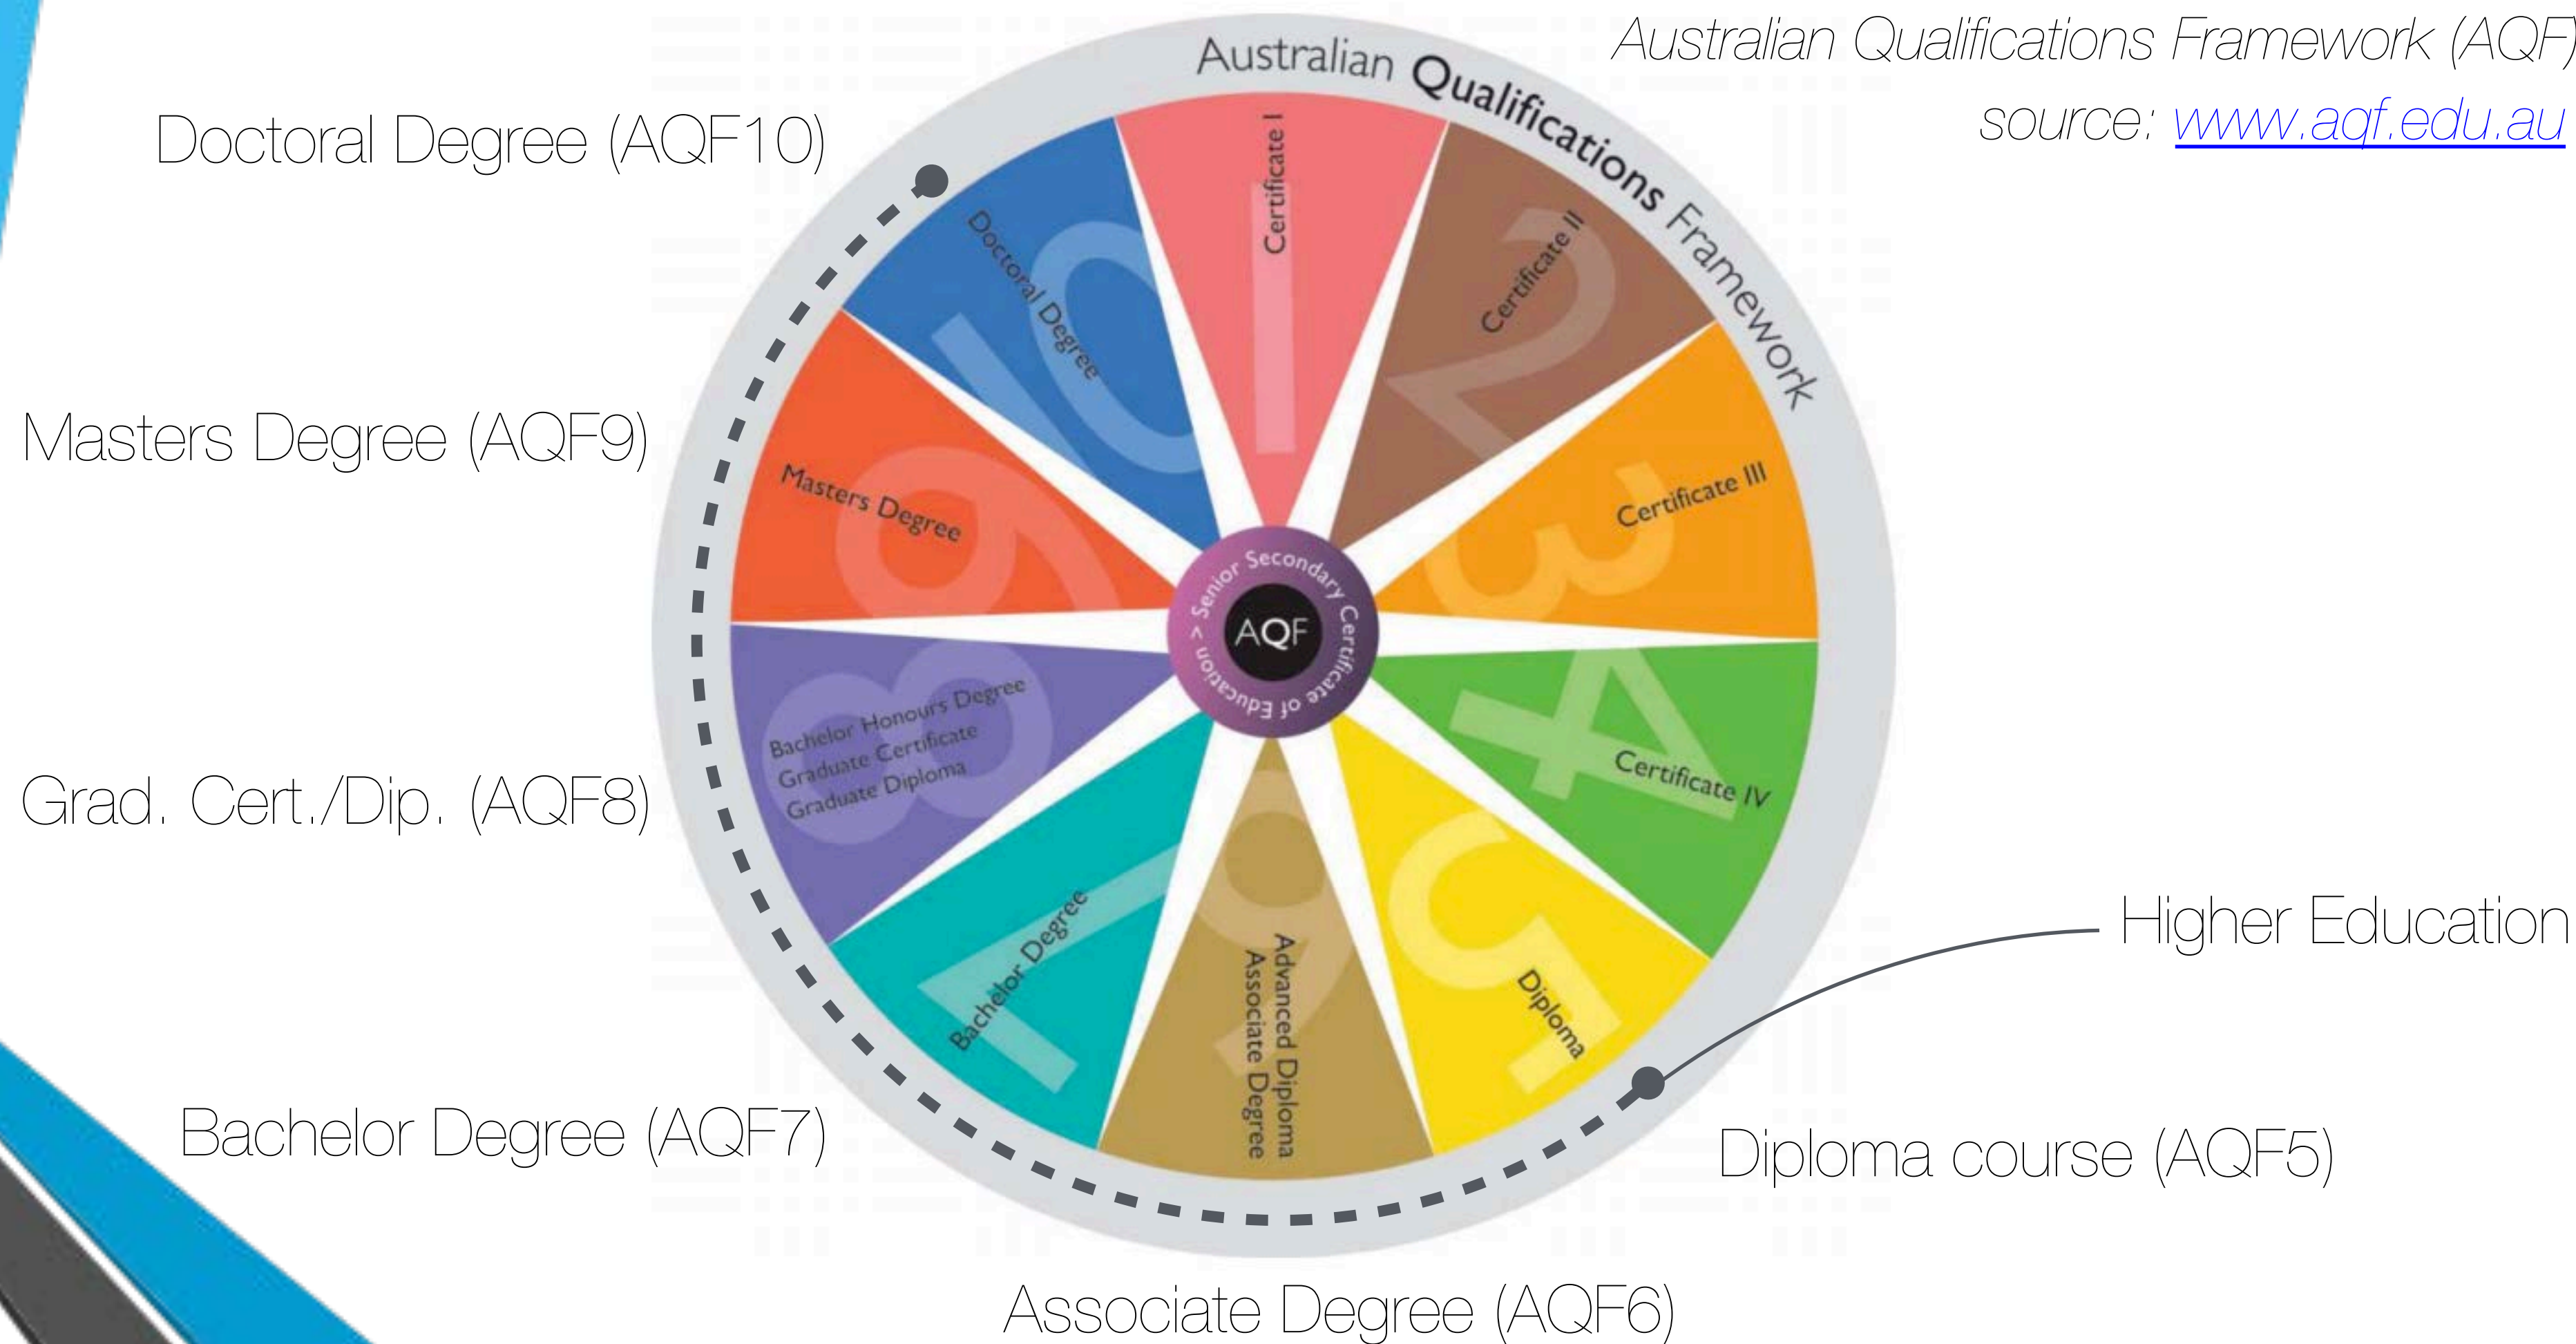 Australian Qualifications Framework (AQF)
source: www.aqf.edu.au
Australian Qualifications Framework
Doctoral Degree (AQF10)
Masters Degree (AQF9)
Grad. Cert./Dip. (AQF8)
Bachelor Degree (AQF7)
Associate Degree (AQF6)
Diploma course (AQF5)
Higher Education
1
Certificate I
2
Certificate II
3
Certificate III
4
Certificate IV
5
Diploma
6
Advanced Diploma
Associate Degree
7
Bachelor Degree
8
Bachelor Honours Degree
Graduate Certificate
Graduate Diploma
9
Masters Degree
10
Doctoral Degree
Senior Secondary Certificate of Education >
AQF